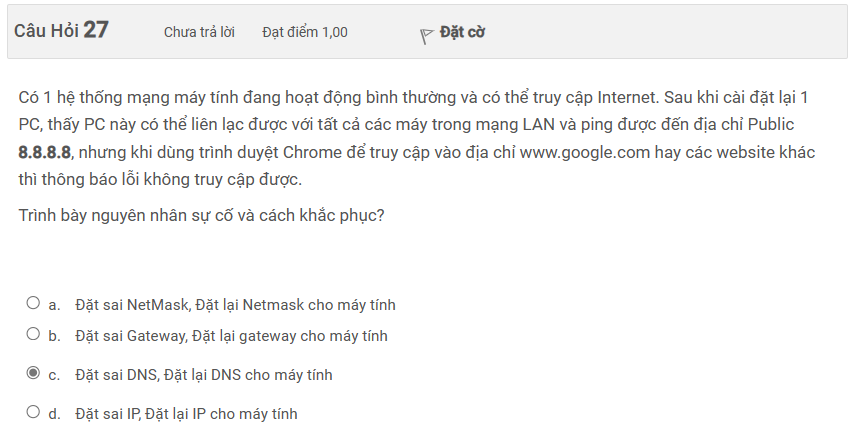 Câu Hỏi 27 Chưa trả lời Đạt điểm 1,00 Đặt cờ
Có 1 hệ thống mạng máy tính đang hoạt động bình thường và có thể truy cập Internet. Sau khi cài đặt lại 1
PC, thấy PC này có thể liên lạc được với tất cả các máy trong mạng LAN và ping được đến địa chỉ Public
8.8.8.8, nhưng khi dùng trình duyệt Chrome để truy cập vào địa chỉ www.google.com hay các website khác
thì thông báo lỗi không truy cập được.
Trình bày nguyên nhân sự cố và cách khắc phục?
a. Đặt sai NetMask, Đặt lại Netmask cho máy tính
b. Đặt sai Gateway, Đặt lại gateway cho máy tính
c. Đặt sai DNS, Đặt lại DNS cho máy tính
d. Đặt sai IP, Đặt lại IP cho máy tính